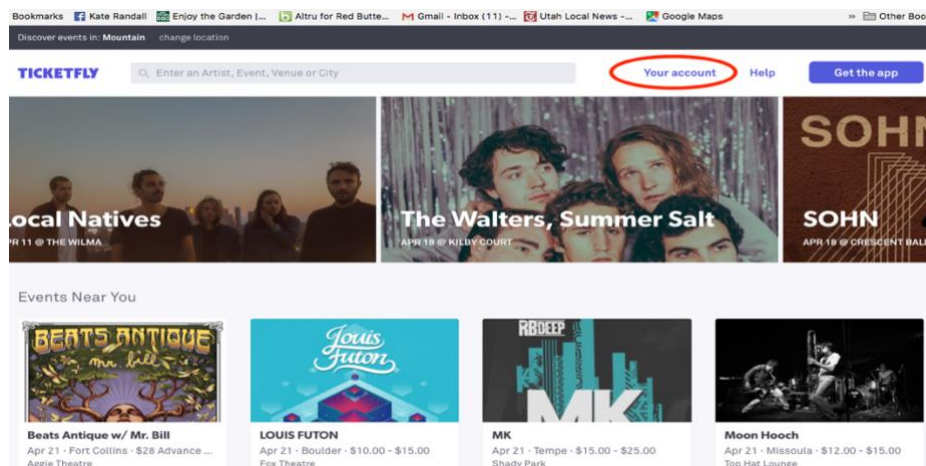 Bookmarks Kate Randall Enjoy the Garden |... Altru for Red Butte... Gmail - Inbox (11) -... Utah Local News -... Google Maps » Other Boo
Discover events in: Mountain change location
TICKETFLY Enter an Artist, Event, Venue or City Your account Help Get the app
SOHN
Local Natives The Walters, Summer Salt SOHN
PR 11 @ THE WILMA APR 18 @ KILBY COURT APR 18 @ CRESCENT BAL
Events Near You
BEATS ANTIQUE Louis RBDEEP
mr. bill Futon MK
Beats Antique w/ Mr. Bill LOUIS FUTON MK Moon Hooch
Apr 21 · Fort Collins · $28 Advance ... Apr 21 · Boulder · $10.00 - $15.00 Apr 21 · Tempe · $15.00 - $25.00 Apr 21 · Missoula · $12.00 - $15.00
Aggie Theatre Fox Theatre Shady Park Top Hat Lounge